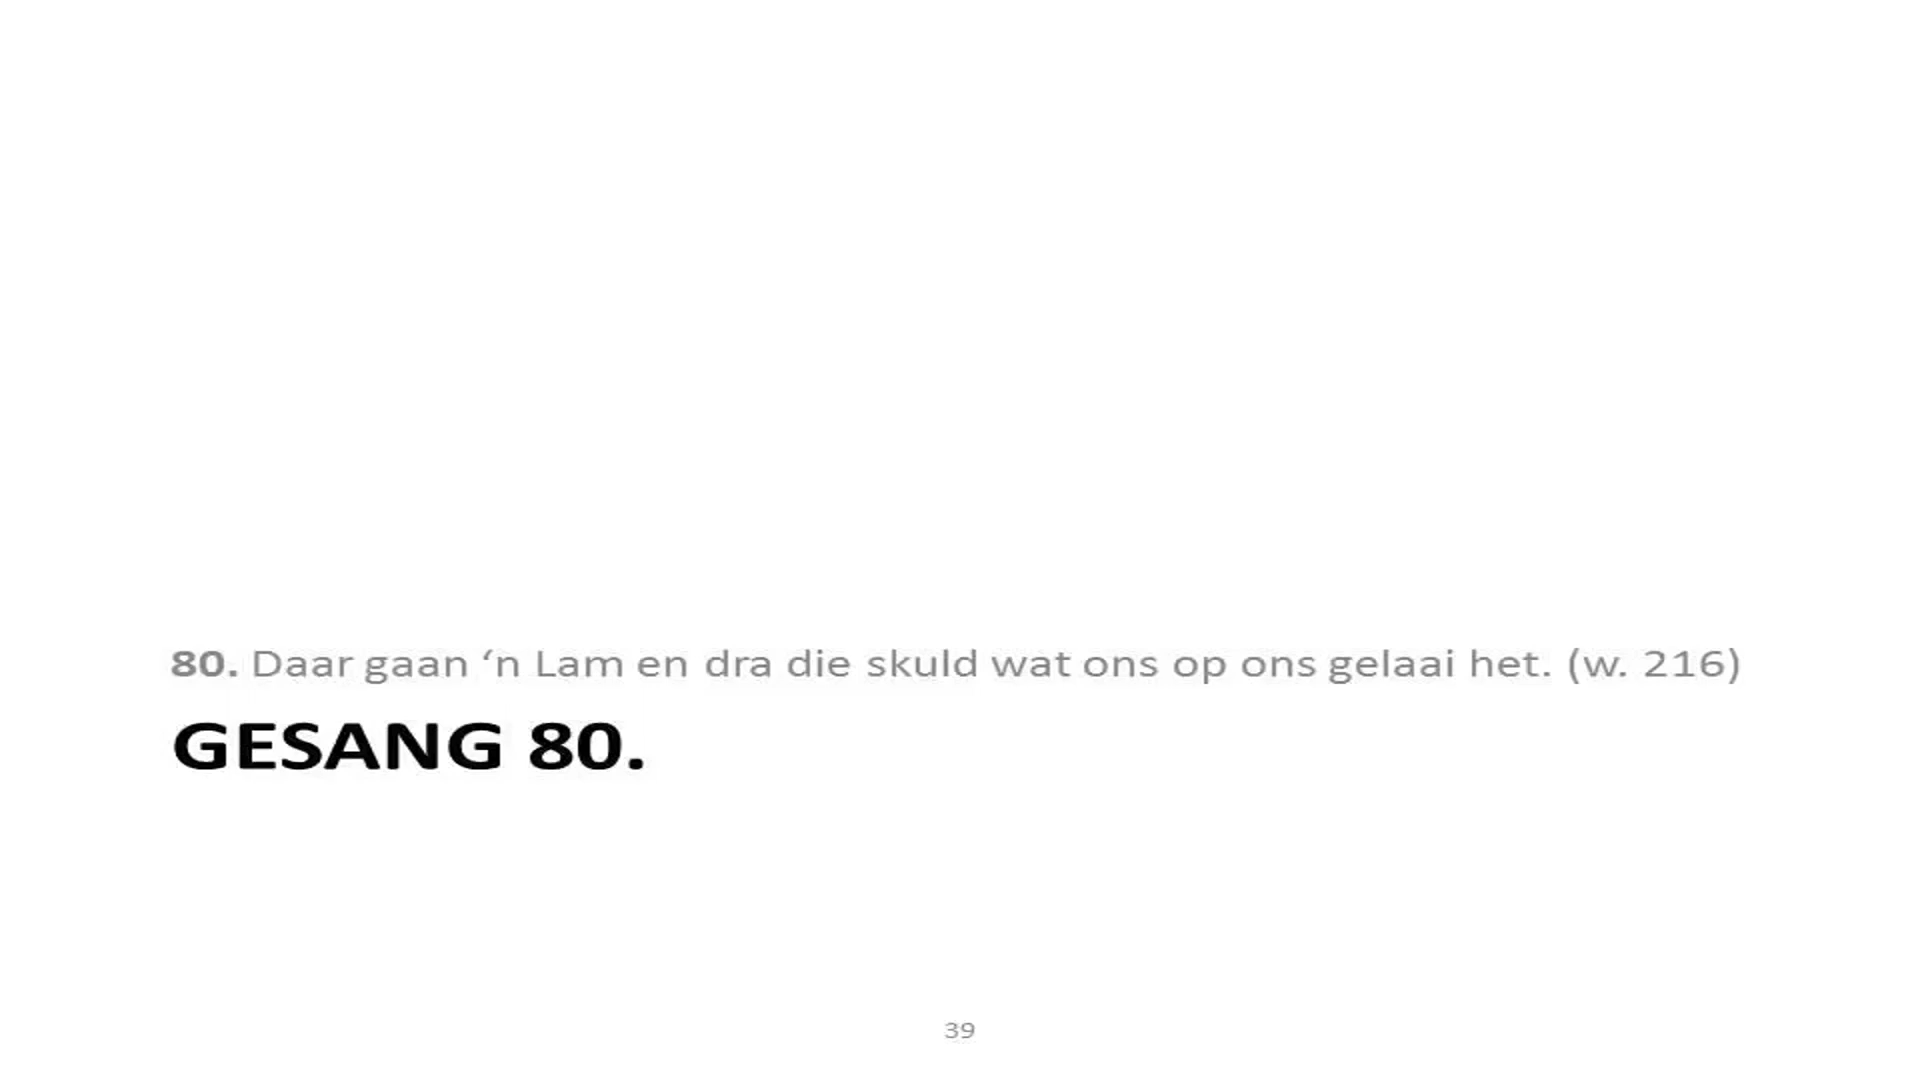 80. Daar gaan ‘n Lam en dra die skuld wat ons op ons gelaai het. (w. 216)
GESANG 80.
39